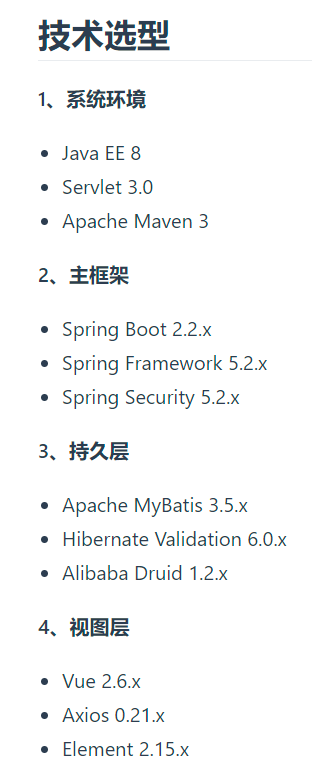 技术选型
1、系统环境
Java EE 8
Servlet 3.0
Apache Maven 3
2、主框架
Spring Boot 2.2.x
Spring Framework 5.2.x
Spring Security 5.2.x
3、持久层
Apache MyBatis 3.5.x
Hibernate Validation 6.0.x
Alibaba Druid 1.2.x
4、视图层
Vue 2.6.x
Axios 0.21.x
Element 2.15.x